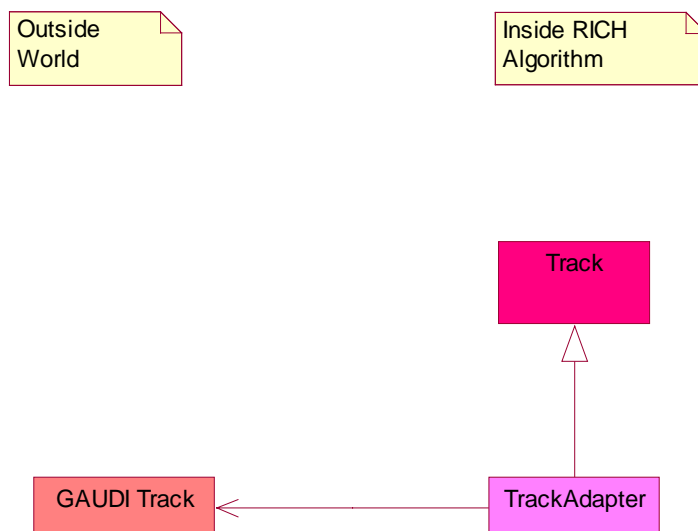 Outside
World
Inside RICH
Algorithm
Track
GAUDI Track
TrackAdapter